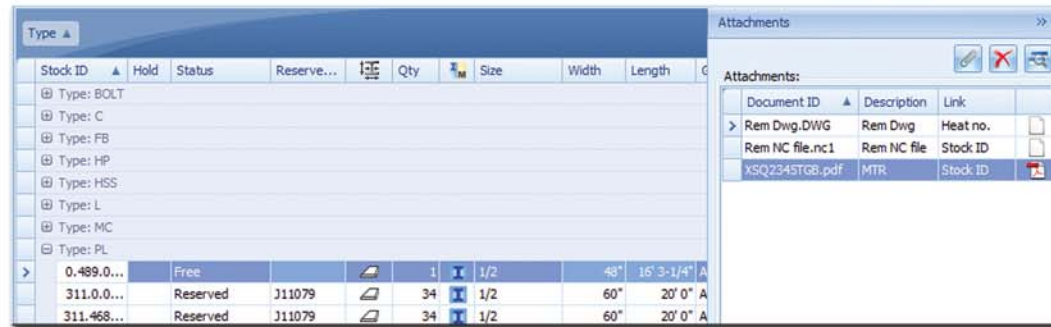 Type
Stock ID Hold Status Reserve... Qty Size Width Length
Type: BOLT
Type: C
Type: FB
Type: HP
Type: HSS
Type: L
Type: MC
Type: PL
0.489.0... Free 1 1/2 48" 16' 3-1/4" A
311.0.0... Reserved J11079 34 1/2 60" 20' 0" A
311.468... Reserved J11079 34 1/2 60" 20' 0" A
Attachments
Attachments:
Document ID Description Link
Rem Dwg.DWG Rem Dwg Heat no.
Rem NC file.nc1 Rem NC file Stock ID
XSQ2345TGB.pdf MTR Stock ID